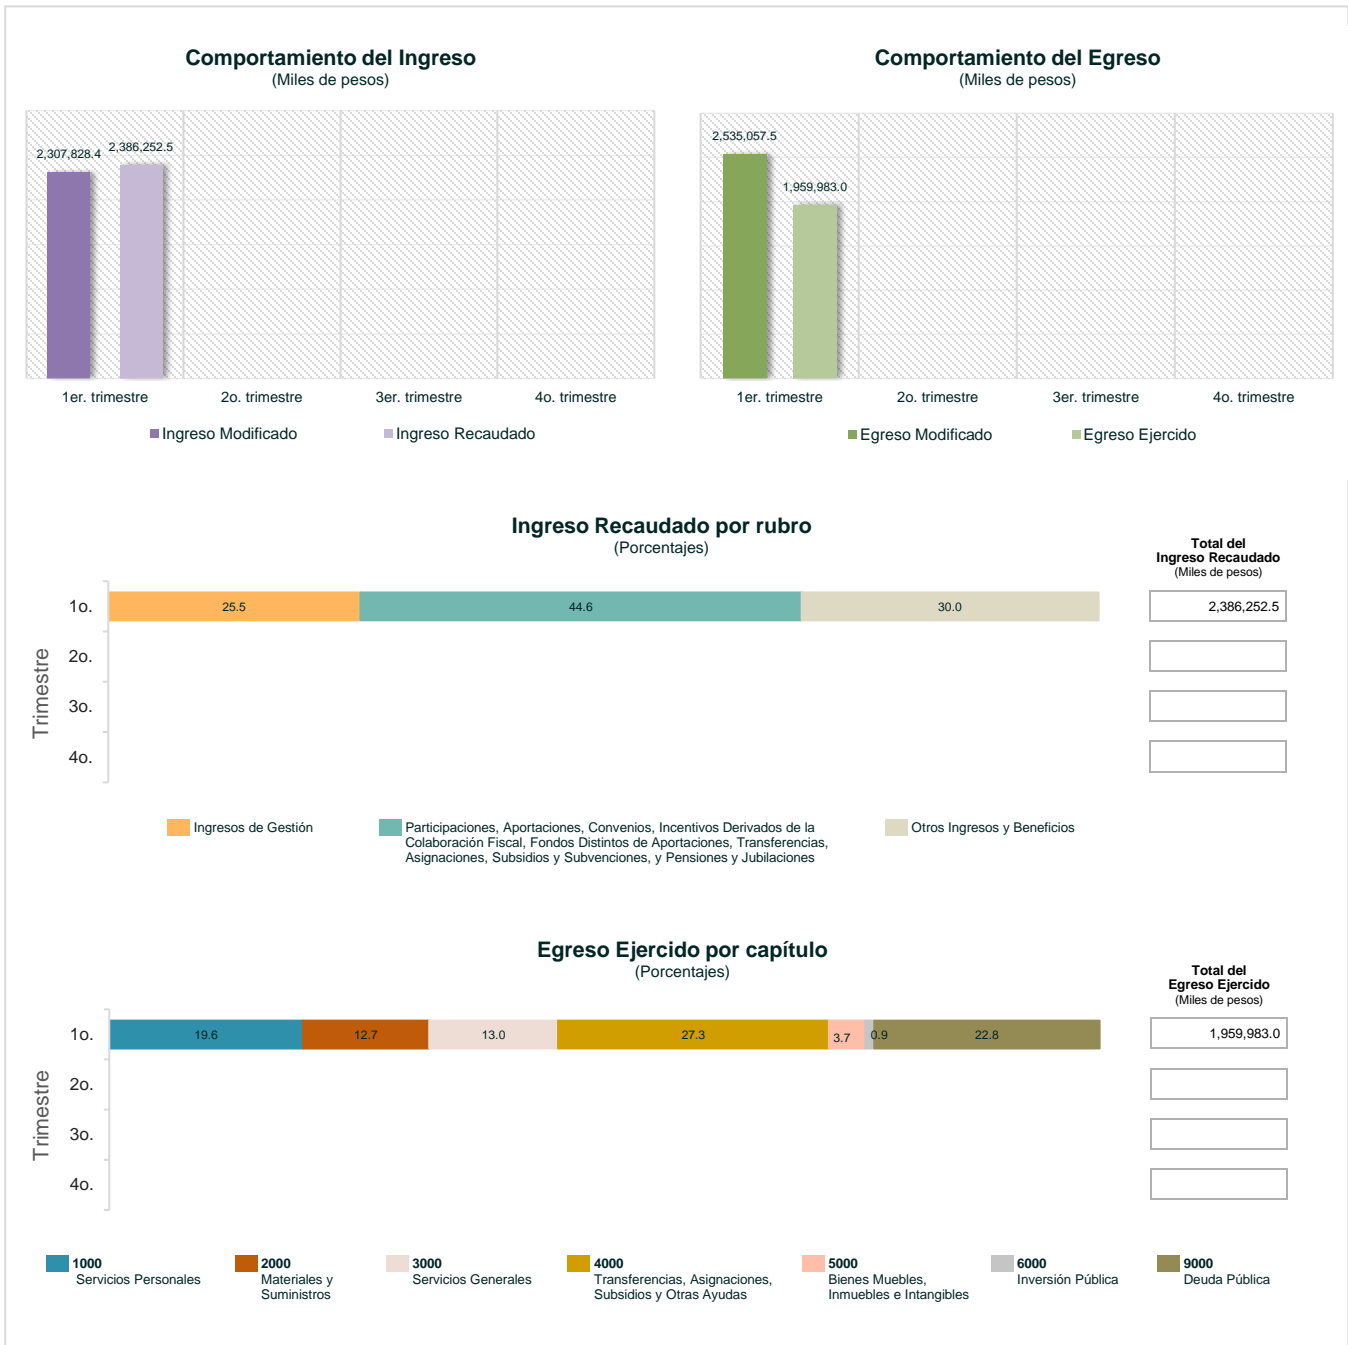 Comportamiento del Ingreso
(Miles de pesos)
2,307,828.4
2,386,252.5
1er. trimestre
2o. trimestre
3er. trimestre
4o. trimestre
Ingreso Modificado
Ingreso Recaudado
Comportamiento del Egreso
(Miles de pesos)
2,535,057.5
1,959,983.0
1er. trimestre
2o. trimestre
3er. trimestre
4o. trimestre
Egreso Modificado
Egreso Ejercido
Ingreso Recaudado por rubro
(Porcentajes)
Total del
Ingreso Recaudado
(Miles de pesos)
Trimestre
1o.
25.5
44.6
30.0
2,386,252.5
2o.
3o.
4o.
Ingresos de Gestión
Participaciones, Aportaciones, Convenios, Incentivos Derivados de la
Colaboración Fiscal, Fondos Distintos de Aportaciones, Transferencias,
Asignaciones, Subsidios y Subvenciones, y Pensiones y Jubilaciones
Otros Ingresos y Beneficios
Egreso Ejercido por capítulo
(Porcentajes)
Total del
Egreso Ejercido
(Miles de pesos)
Trimestre
1o.
19.6
12.7
13.0
27.3
3.7
0.9
22.8
1,959,983.0
2o.
3o.
4o.
1000
Servicios Personales
2000
Materiales y
Suministros
3000
Servicios Generales
4000
Transferencias, Asignaciones,
Subsidios y Otras Ayudas
5000
Bienes Muebles,
Inmuebles e Intangibles
6000
Inversión Pública
9000
Deuda Pública